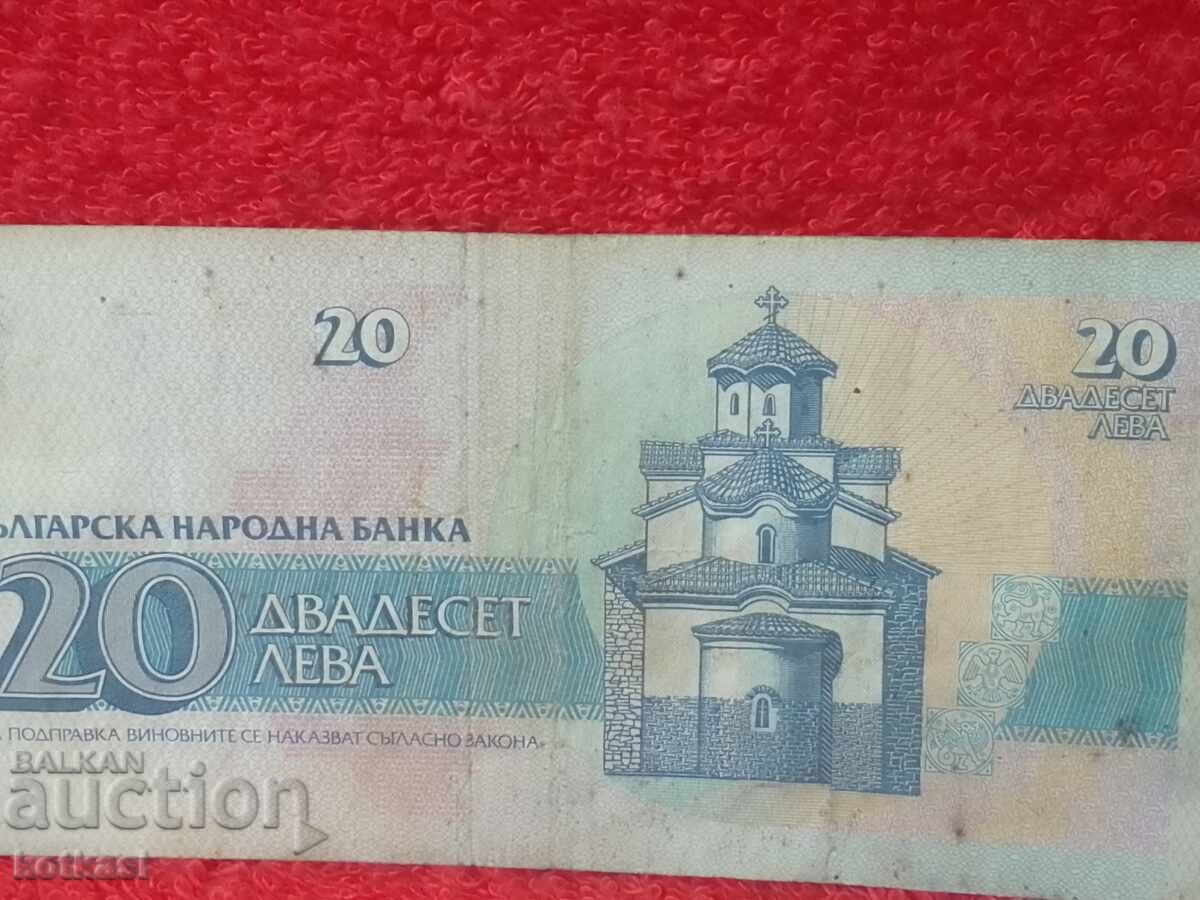 20
20
ДВАДЕСЕТ
ЛЕВА
ЪЛГАРСКА НАРОДНА БАНКА
20 ДВАДЕСЕТ
ЛЕВА
ПОДПРАВКА ВИНОВНИТЕ СЕ НАКАЗВАТ СЪГЛАСНО ЗАКОНА»
BALKAN
auction
kotkasi